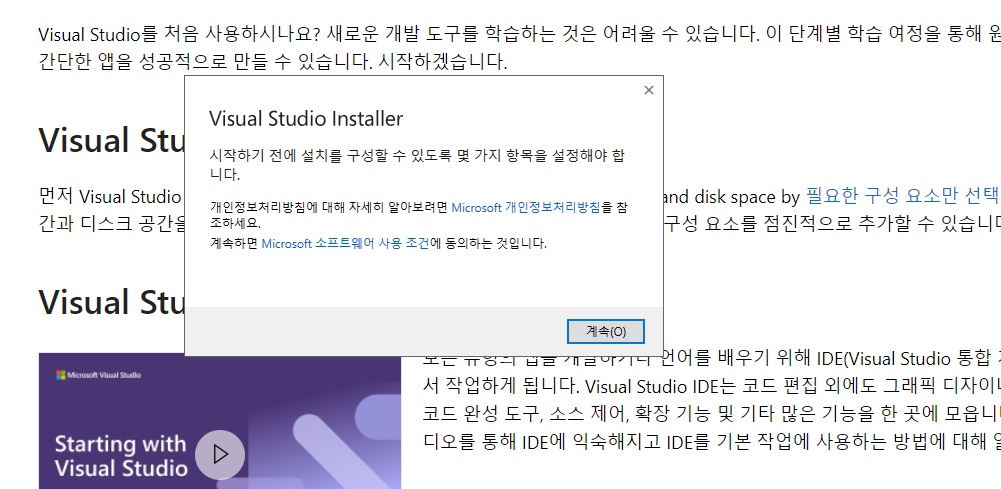 Visual Studio를 처음 사용하시나요? 새로운 개발 도구를 학습하는 것은 어려울 수 있습니다. 이 단계별 학습 여정을 통해 원
간단한 앱을 성공적으로 만들 수 있습니다. 시작하겠습니다.
Visual Stu
먼저 Visual Studio
and disk space by 필요한 구성 요소만 선택
간과 디스크 공간을
구성 요소를 점진적으로 추가할 수 있습니다
Visual Studio Installer
시작하기 전에 설치를 구성할 수 있도록 몇 가지 항목을 설정해야 합
니다.
개인정보처리방침에 대해 자세히 알아보려면 Microsoft 개인정보처리방침을 참
조하세요.
계속하면 Microsoft 소프트웨어 사용 조건에 동의하는 것입니다.
계속(O)
Visual Stu
Microsoft Visual Studio
Starting with
Visual Studio
모든 유형의 앱을 개발하거나 언어를 배우기 위해 IDE(Visual Studio 통합
서 작업하게 됩니다. Visual Studio IDE는 코드 편집 외에도 그래픽 디자이너
코드 완성 도구, 소스 제어, 확장 기능 및 기타 많은 기능을 한 곳에 모읍니다
디오를 통해 IDE에 익숙해지고 IDE를 기본 작업에 사용하는 방법에 대해